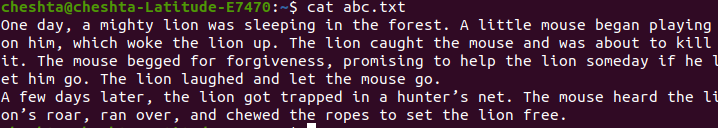 cheshta@cheshta-Latitude-E7470:~$ cat abc.txt
One day, a mighty lion was sleeping in the forest. A little mouse began playing
on him, which woke the lion up. The lion caught the mouse and was about to kill
it. The mouse begged for forgiveness, promising to help the lion someday if he l
et him go. The lion laughed and let the mouse go.
A few days later, the lion got trapped in a hunter’s net. The mouse heard the li
on’s roar, ran over, and chewed the ropes to set the lion free.